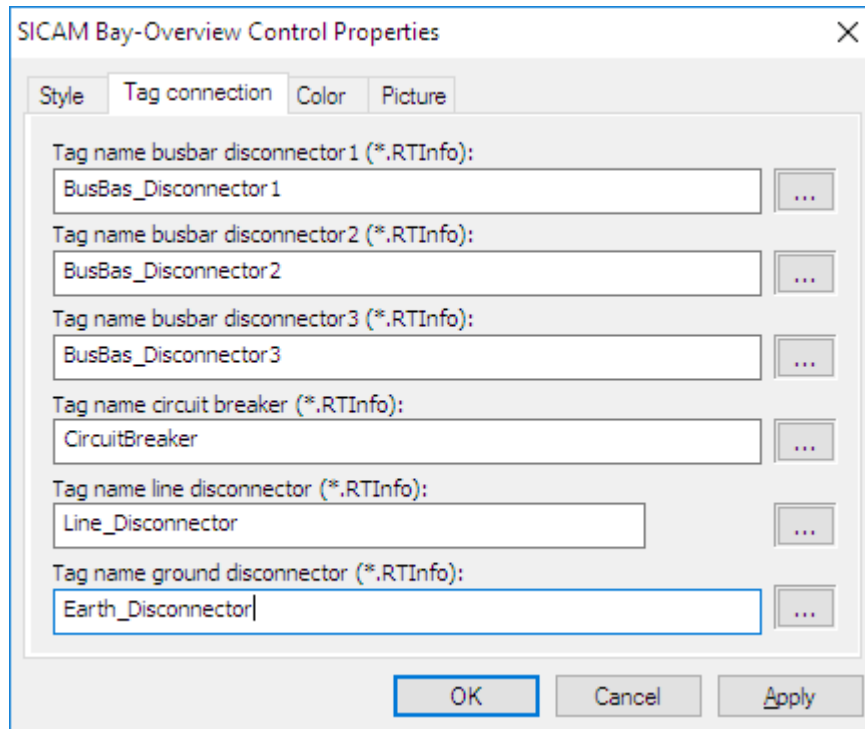 SICAM Bay-Overview Control Properties
Style Tag connection Color Picture
Tag name busbar disconnector1 (*.RTInfo):
BusBas_Disconnector1 ...
Tag name busbar disconnector2 (*.RTInfo):
BusBas_Disconnector2 ...
Tag name busbar disconnector3 (*.RTInfo):
BusBas_Disconnector3 ...
Tag name circuit breaker (*.RTInfo):
CircuitBreaker ...
Tag name line disconnector (*.RTInfo):
Line_Disconnector ...
Tag name ground disconnector (*.RTInfo):
Earth_Disconnector ...
OK Cancel Apply